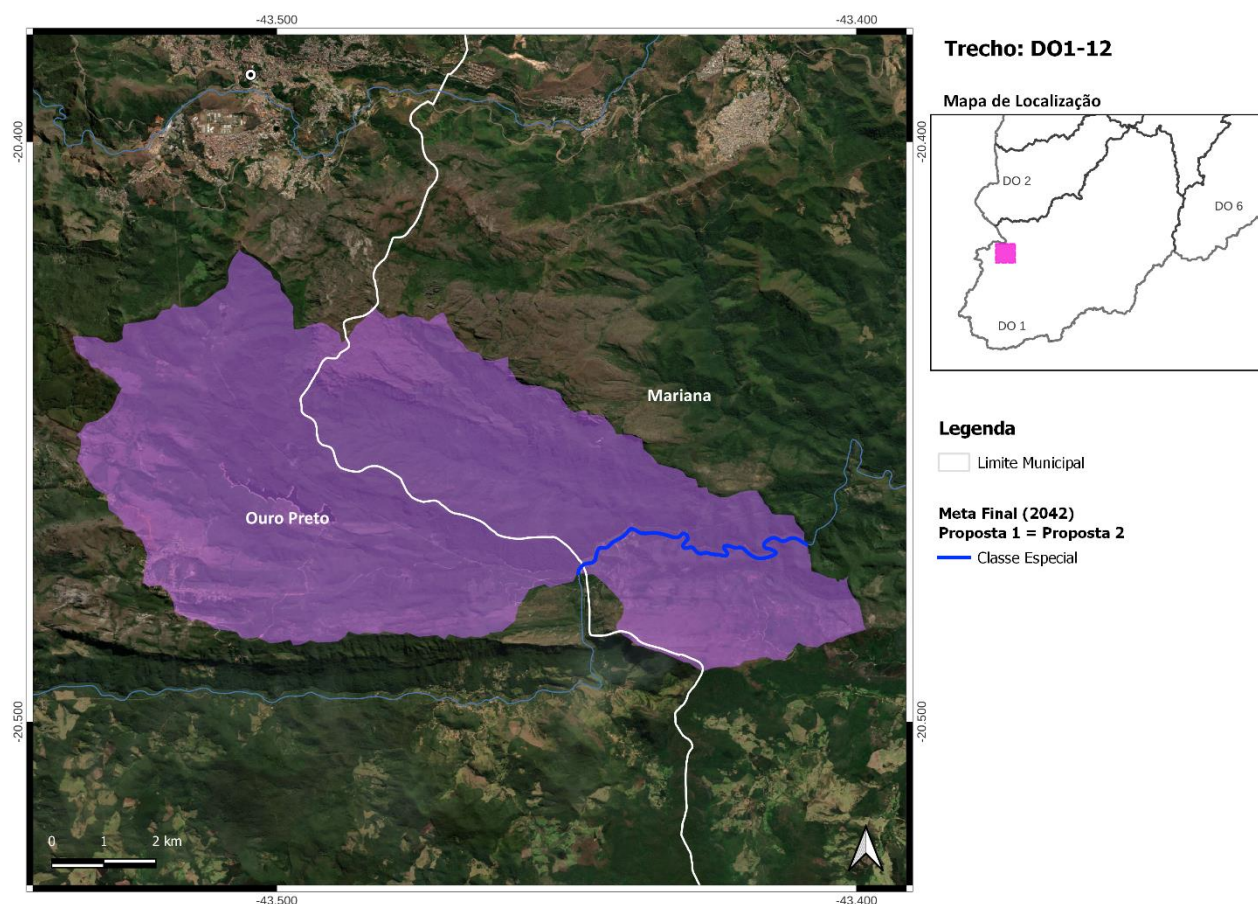 -43.500
-43.400
Trecho: DO1-12
Mapa de Localização
DO 2
DO 6
DO 1
-20.400
-20.400
Mariana
Ouro Preto
Legenda
Limite Municipal
Meta Final (2042)
Proposta 1 = Proposta 2
Classe Especial
-20.500
-20.500
0 1 2 km
-43.500
-43.400